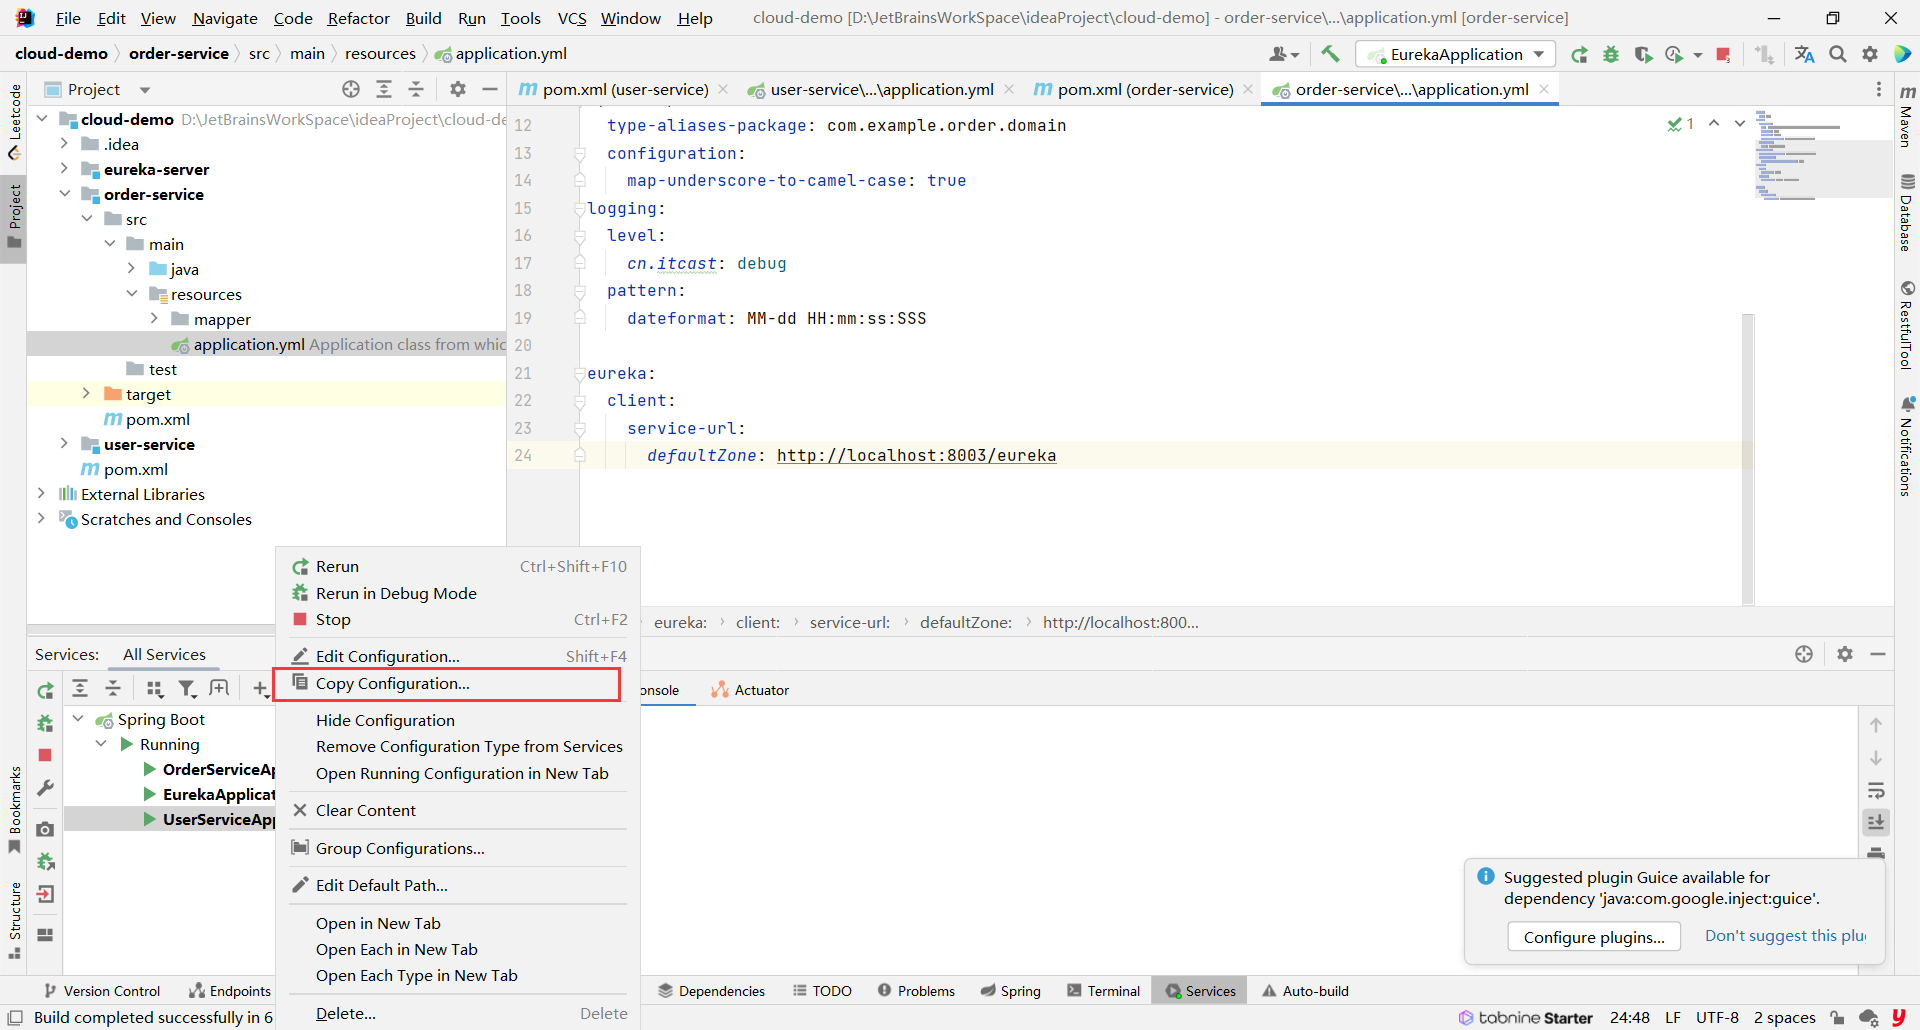 File Edit View Navigate Code Refactor Build Run Tools VCS Window Help cloud-demo [D:\JetBrainsWorkSpace\ideaProject\cloud-demo] - order-service\...\application.yml [order-service]
cloud-demo order-service src main resources application.yml EurekaApplication
Leetcode
Project
Bookmarks
Structure
Project
cloud-demo D:\JetBrainsWorkSpace\ideaProject\cloud-de
.idea
eureka-server
order-service
src
main
java
resources
mapper
application.yml Application class from whic
test
target
pom.xml
user-service
pom.xml
External Libraries
Scratches and Consoles
pom.xml (user-service) user-service\...\application.yml pom.xml (order-service) order-service\...\application.yml
1
12 type-aliases-package: com.example.order.domain
13 configuration:
14 map-underscore-to-camel-case: true
15 logging:
16 level:
17 cn.itcast: debug
18 pattern:
19 dateformat: MM-dd HH:mm:ss:SSS
20
21 eureka:
22 client:
23 service-url:
24 defaultZone: http://localhost:8003/eureka
eureka: client: service-url: defaultZone: http://localhost:800...
Maven
Database
RestfulTool
Notifications
Services: All Services
onsole Actuator
Spring Boot
Running
OrderServiceAp
EurekaApplicat
UserServiceApp
Rerun Ctrl+Shift+F10
Rerun in Debug Mode
Stop Ctrl+F2
Edit Configuration... Shift+F4
Copy Configuration...
Hide Configuration
Remove Configuration Type from Services
Open Running Configuration in New Tab
Clear Content
Group Configurations...
Edit Default Path...
Open in New Tab
Open Each in New Tab
Open Each Type in New Tab
Delete... Delete
Suggested plugin Guice available for
dependency 'java:com.google.inject:guice'.
Configure plugins... Don't suggest this plu
Version Control Endpoints Dependencies TODO Problems Spring Terminal Services Auto-build
Build completed successfully in 6 tabnine Starter 24:48 LF UTF-8 2 spaces